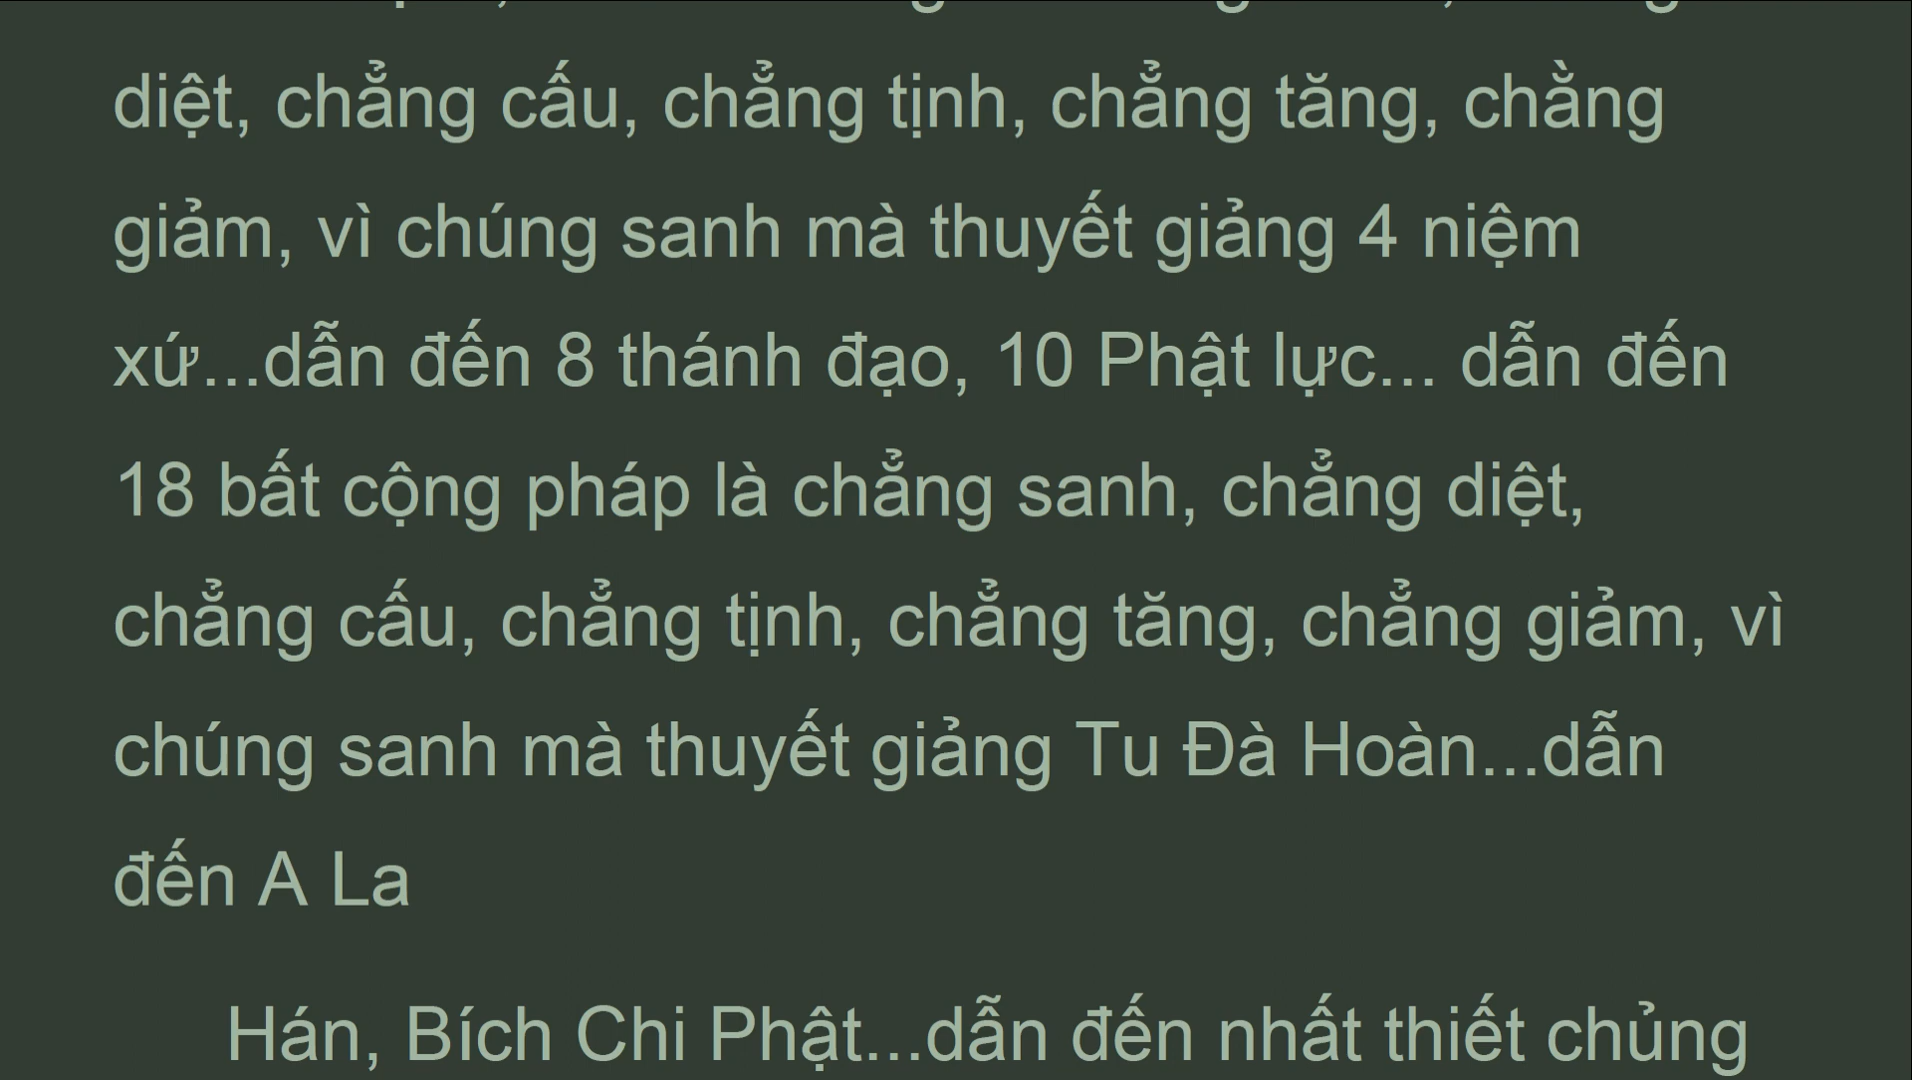 diệt, chẳng cấu, chẳng tịnh, chẳng tăng, chằng
giảm, vì chúng sanh mà thuyết giảng 4 niệm
xứ...dẫn đến 8 thánh đạo, 10 Phật lực... dẫn đến
18 bất cộng pháp là chẳng sanh, chẳng diệt,
chẳng cấu, chẳng tịnh, chẳng tăng, chẳng giảm, vì
chúng sanh mà thuyết giảng Tu Đà Hoàn...dẫn
đến A La
Hán, Bích Chi Phật...dẫn đến nhất thiết chủng